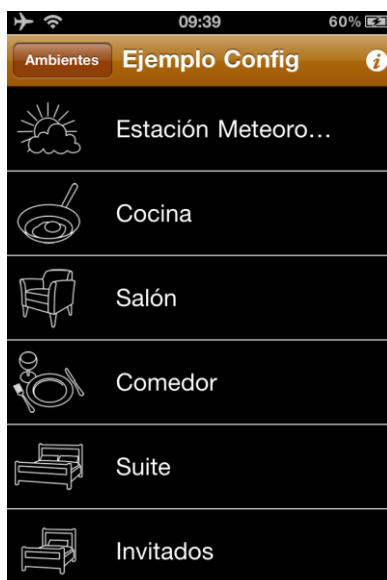 09:39
60%
Ambientes
Ejemplo Config
i
Estación Meteoro...
Cocina
Salón
Comedor
Suite
Invitados